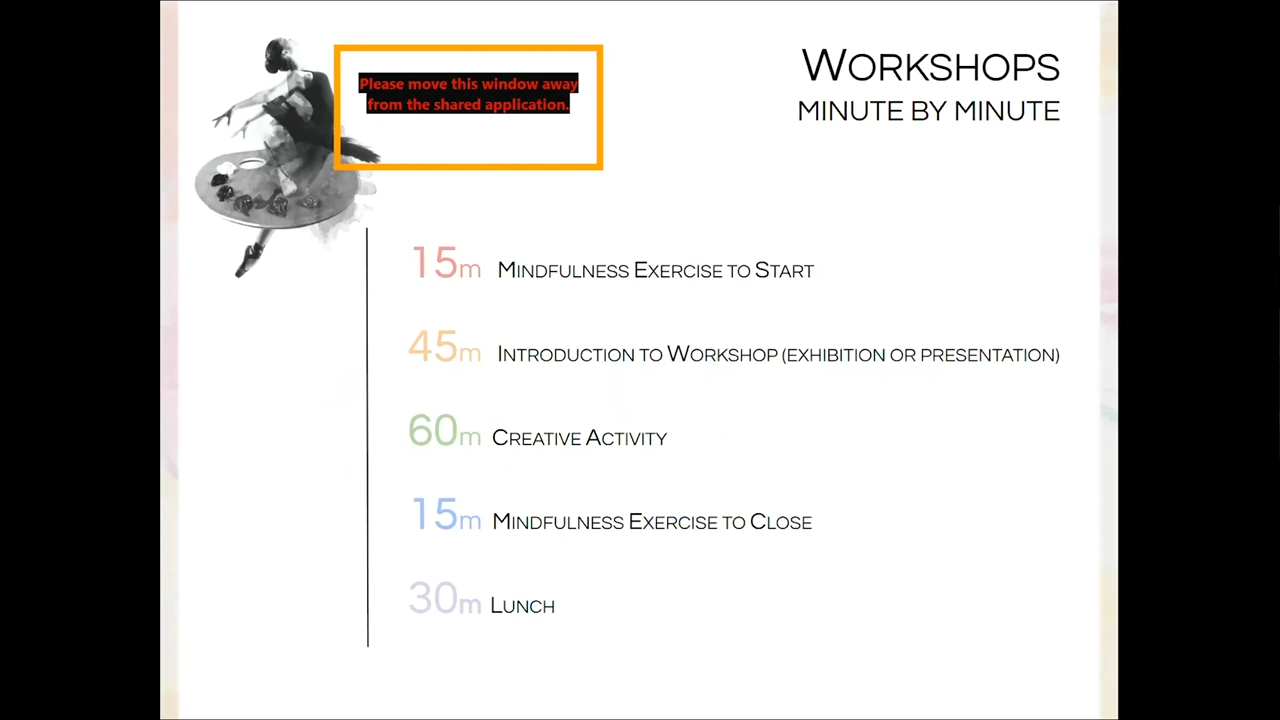 Please move this window away
from the shared application.
WORKSHOPS
MINUTE BY MINUTE
15m MINDFULNESS EXERCISE TO START
45m INTRODUCTION TO WORKSHOP (EXHIBITION OR PRESENTATION)
60m CREATIVE ACTIVITY
15m MINDFULNESS EXERCISE TO CLOSE
30m LUNCH